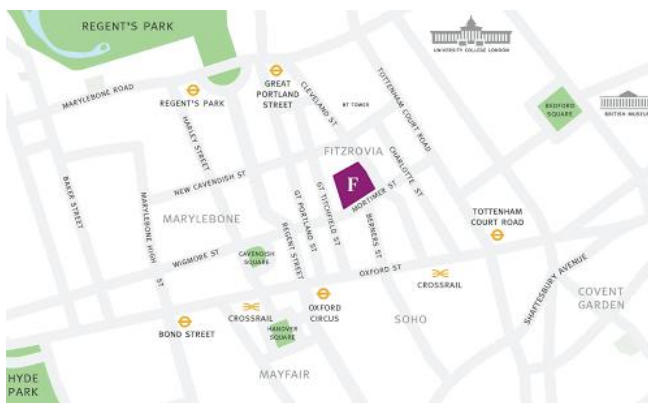 REGENT'S PARK
UNIVERSITY COLLEGE LONDON
MARYLEBONE ROAD
REGENT'S PARK
GREAT
PORTLAND
STREET
CLEVELAND ST
BT TOWER
TOTTENHAM COURT ROAD
BEDFORD
SQUARE
BRITISH MUSEU
HARLEY STREET
FITZROVIA
CHARLOTTE ST
BAKER STREET
NEW CAVENDISH ST
F
MORTIMER ST
MARYLEBONE HIGH ST
MARYLEBONE
GT PORTLAND ST
GT TITCHFIELD ST
BERNERS ST
REGENT STREET
TOTTENHAM
COURT ROAD
WIGMORE ST
CAVENDISH
SQUARE
OXFORD ST
CROSSRAIL
SHAFTESBURY AVENUE
COVENT
GARDEN
BOND STREET
CROSSRAIL
OXFORD
CIRCUS
HANOVER
SQUARE
SOHO
MAYFAIR
HYDE
PARK